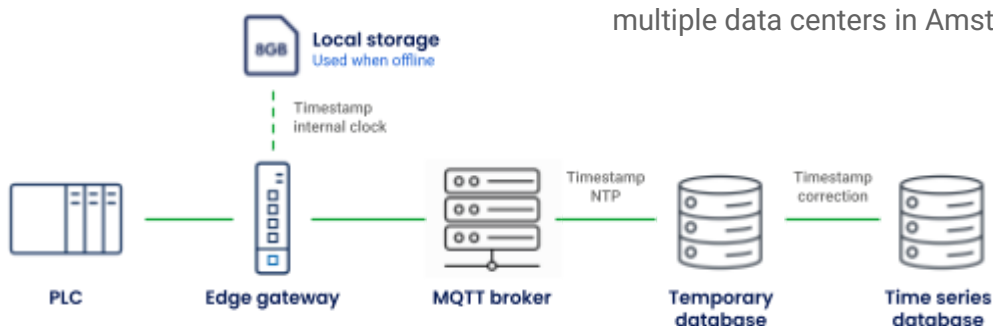 multiple data centers in Amst
8GB
Local storage
Used when offline
Timestamp
internal clock
Timestamp
NTP
Timestamp
correction
PLC
Edge gateway
MQTT broker
Temporary
database
Time series
database